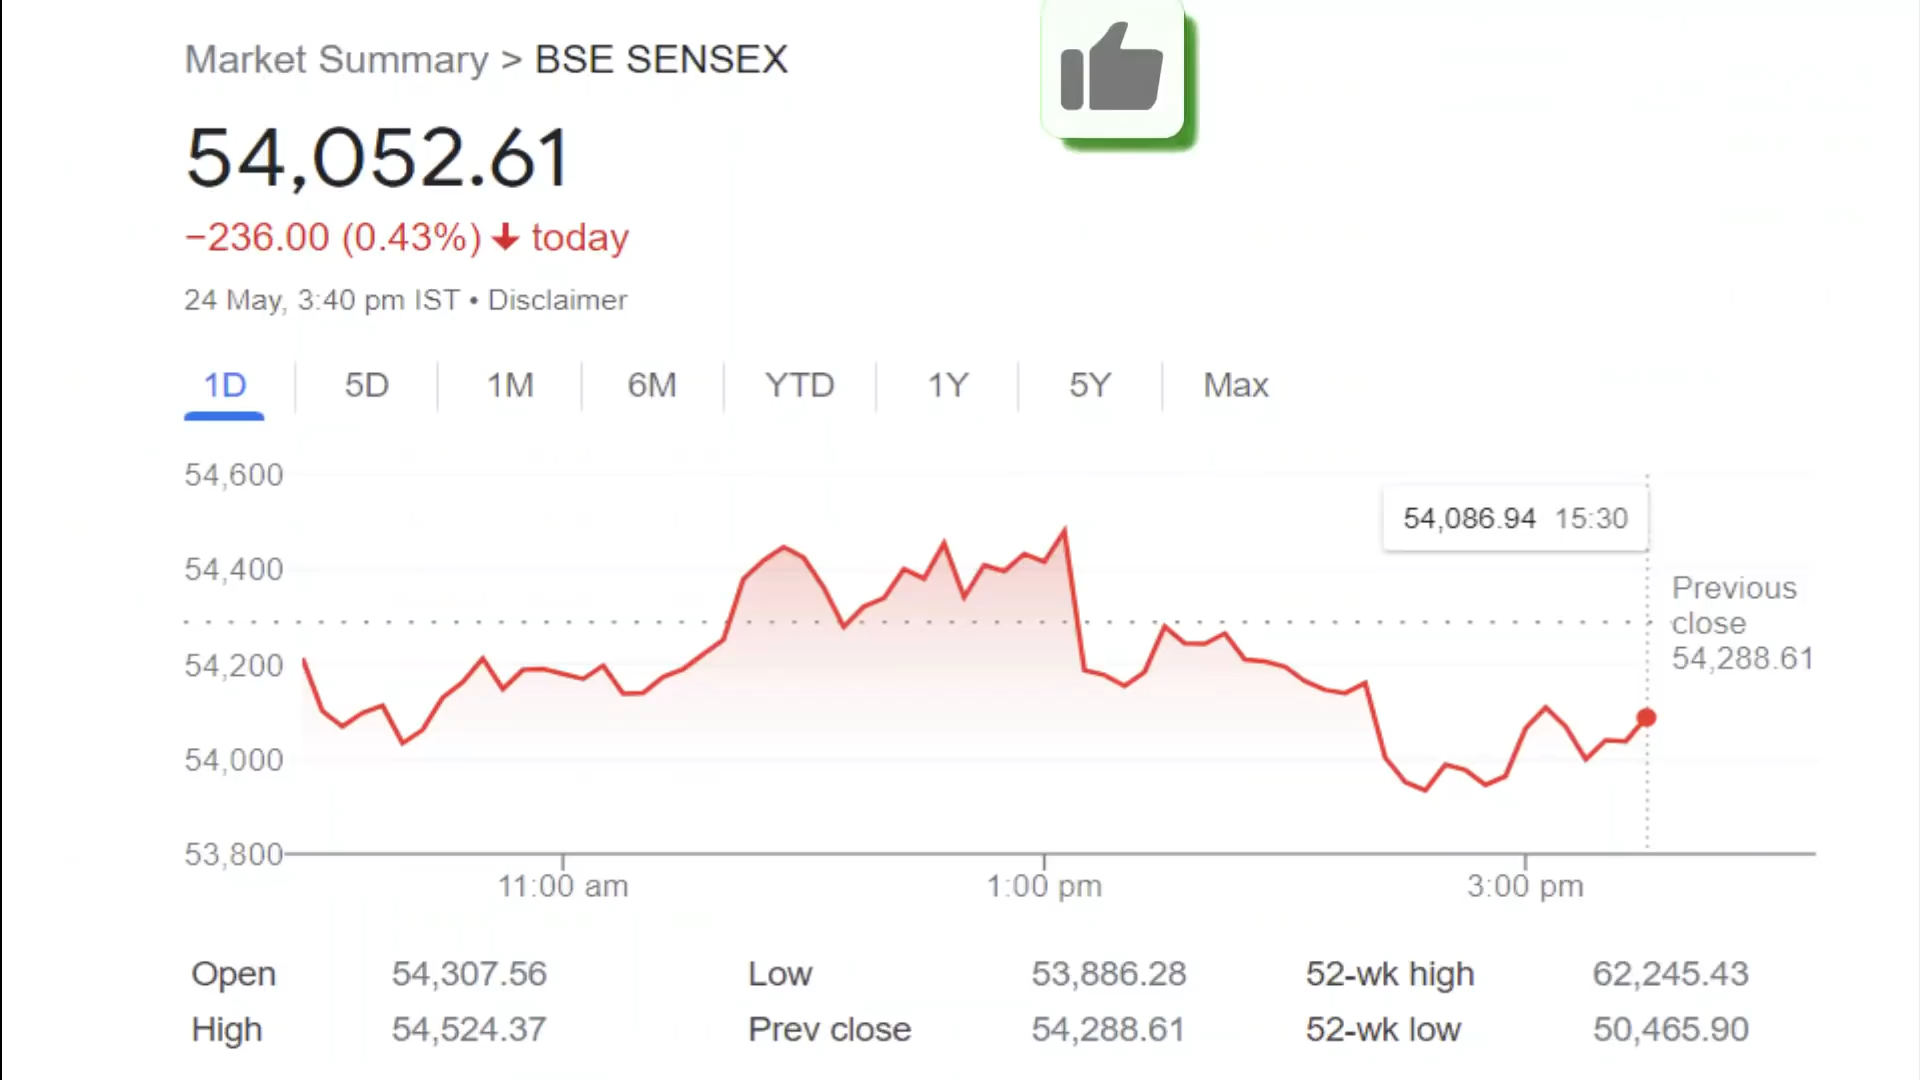 Market Summary > BSE SENSEX
54,052.61
−236.00 (0.43%) ↓ today
24 May, 3:40 pm IST • Disclaimer
1D 5D 1M 6M YTD 1Y 5Y Max
54,600
54,086.94 15:30
54,400
Previous
close
54,288.61
54,200
54,000
53,800
11:00 am 1:00 pm 3:00 pm
Open 54,307.56 Low 53,886.28 52-wk high 62,245.43
High 54,524.37 Prev close 54,288.61 52-wk low 50,465.90